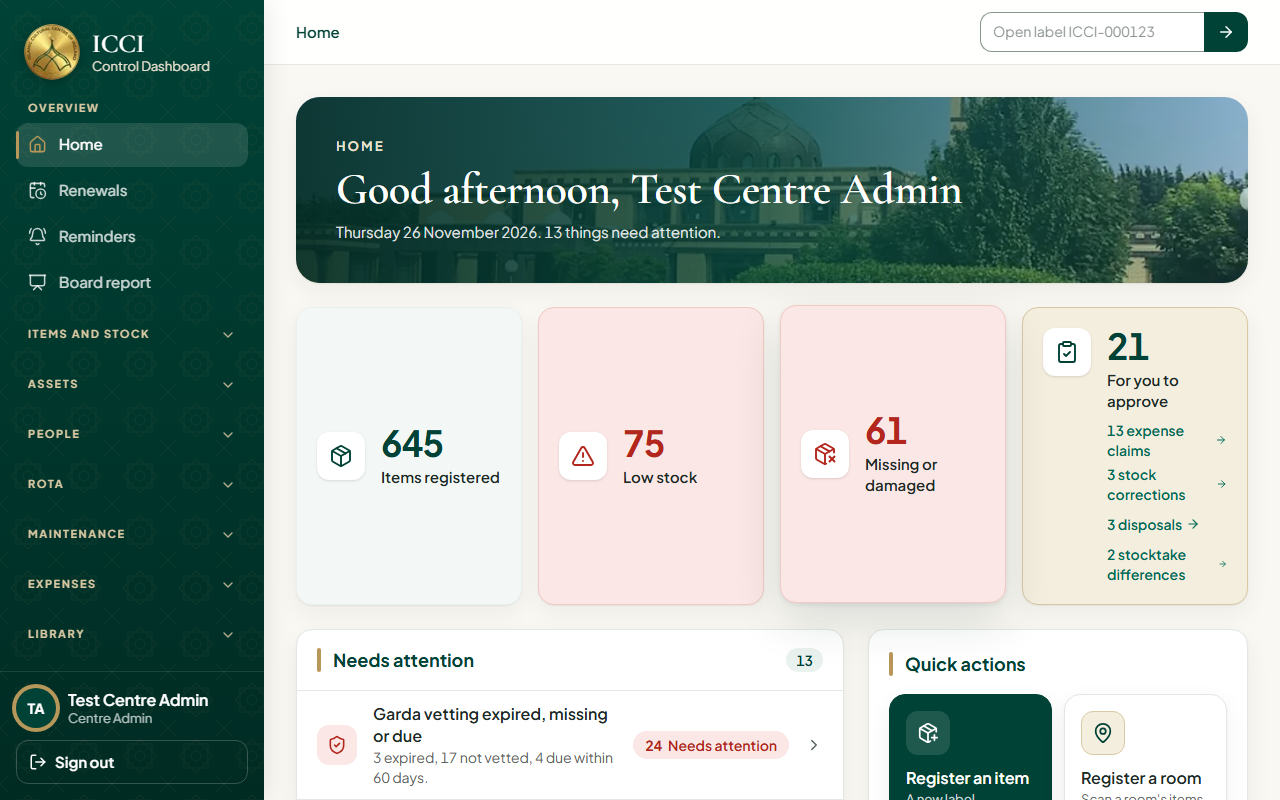 ICCI
Control Dashboard
OVERVIEW
Home
Renewals
Reminders
Board report
ITEMS AND STOCK
ASSETS
PEOPLE
ROTA
MAINTENANCE
EXPENSES
LIBRARY
TA
Test Centre Admin
Centre Admin
Sign out
Home
Open label ICCI-000123
HOME
Good afternoon, Test Centre Admin
Thursday 26 November 2026. 13 things need attention.
645
Items registered
75
Low stock
61
Missing or
damaged
21
For you to
approve
13 expense
claims
3 stock
corrections
3 disposals
2 stocktake
differences
Needs attention
13
Garda vetting expired, missing
or due
3 expired, 17 not vetted, 4 due within
60 days.
24 Needs attention
Quick actions
Register an item
A new label
Register a room
Scan a room's items